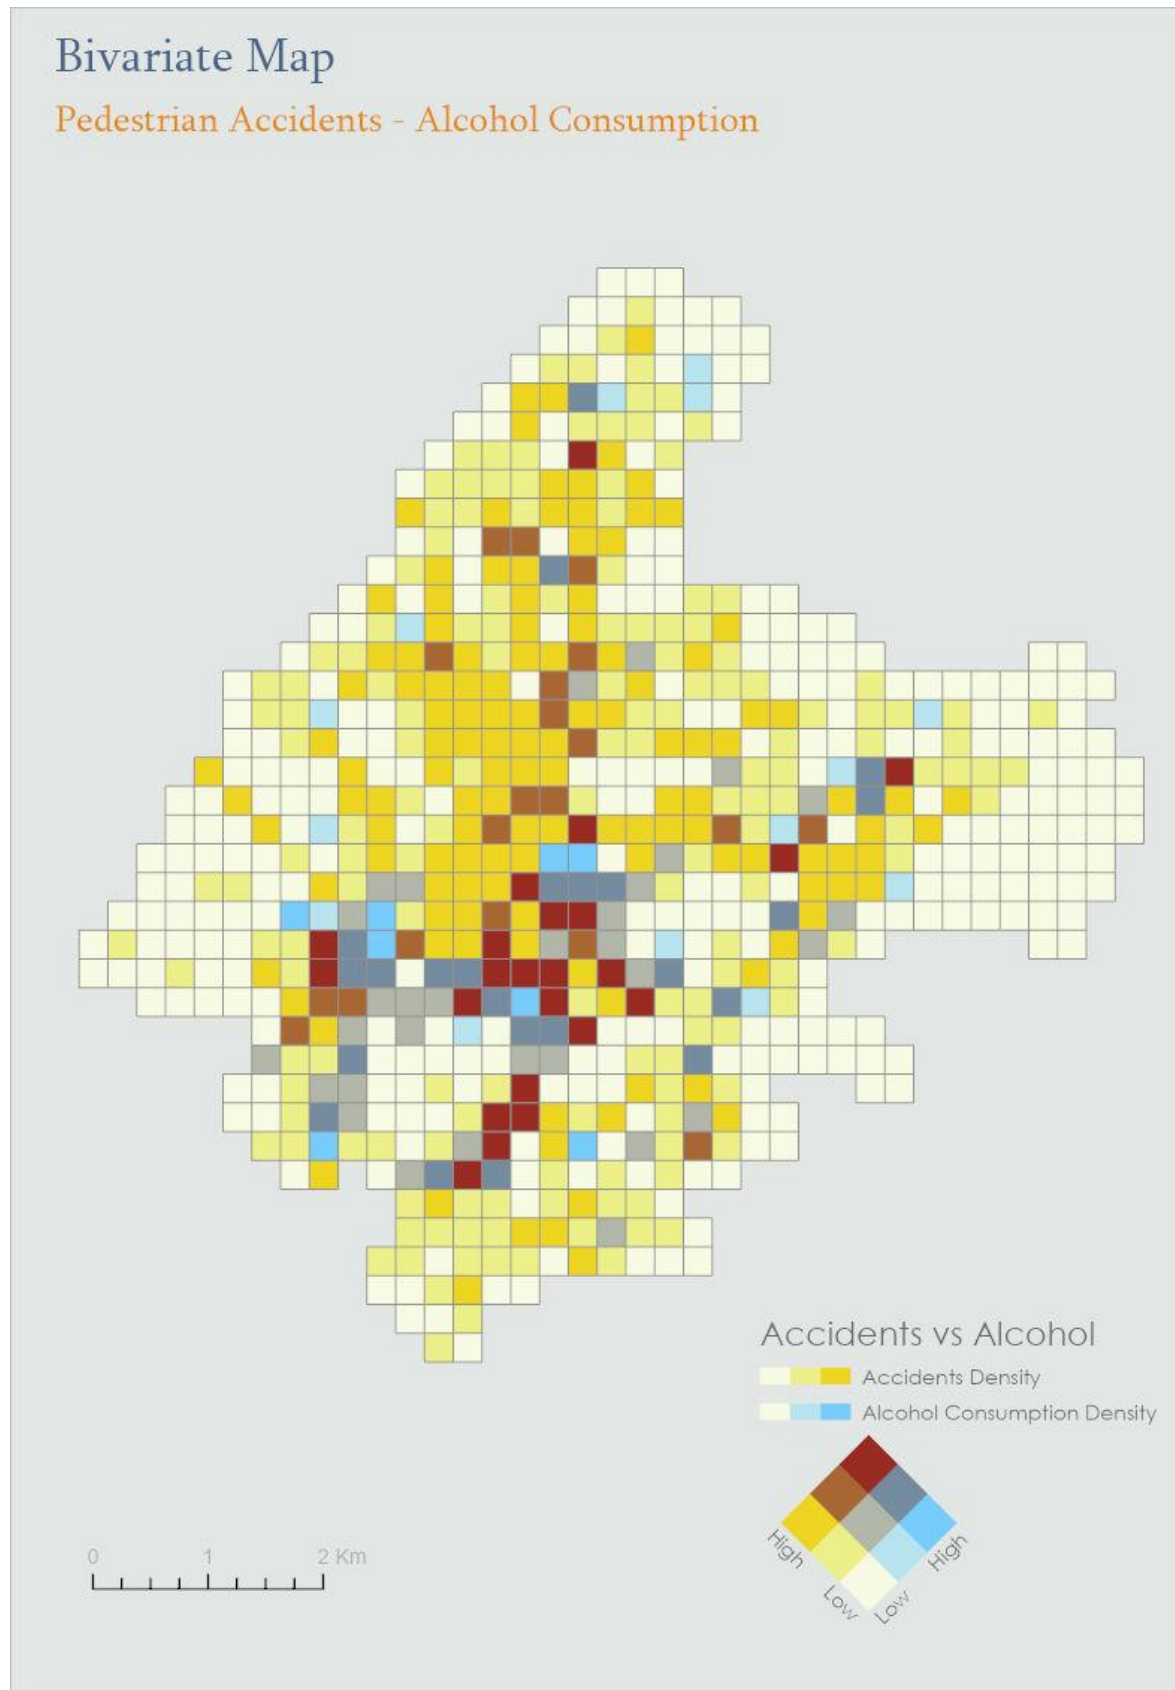 Bivariate Map
Pedestrian Accidents - Alcohol Consumption
Accidents vs Alcohol
Accidents Density
Alcohol Consumption Density
High
High
Low
Low
0 1 2 Km